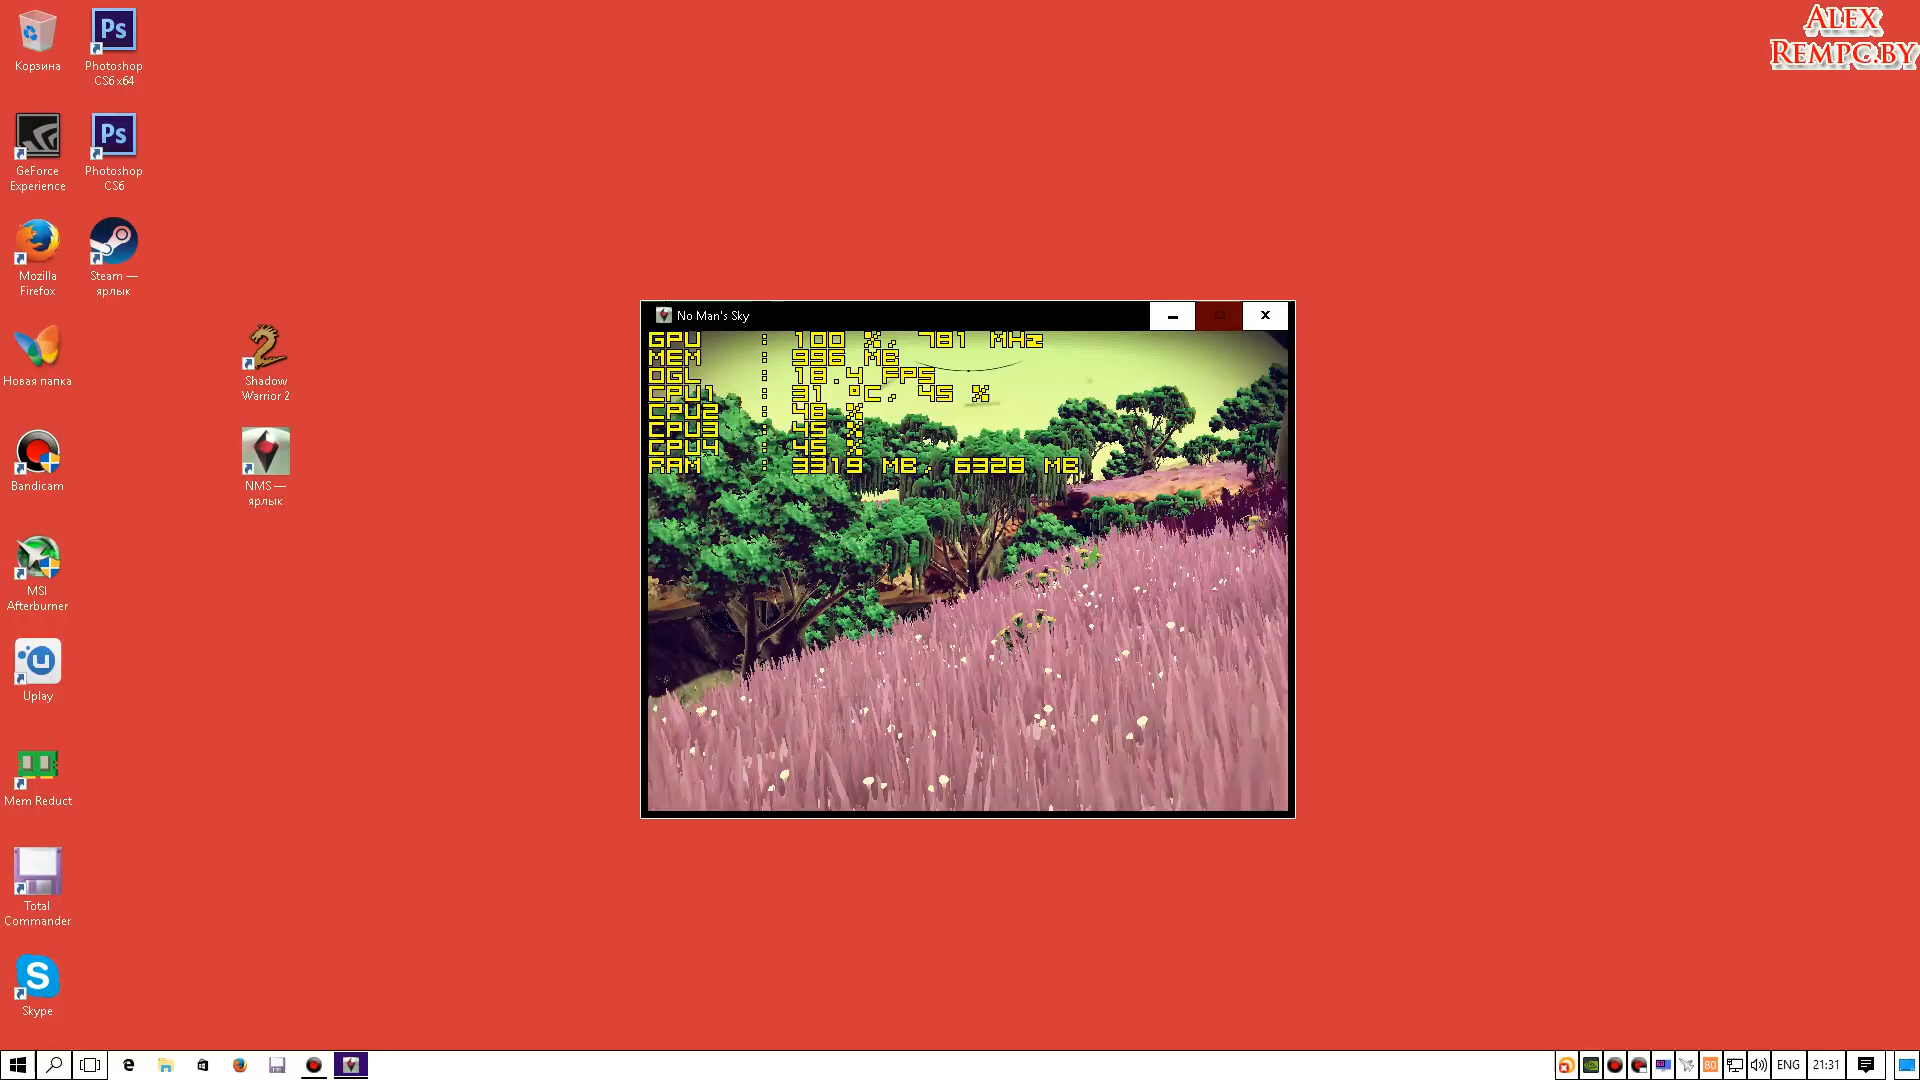 Корзина
Photoshop
CS6 x64
GeForce
Experience
Photoshop
CS6
Mozilla
Firefox
Steam —
ярлык
Новая папка
Shadow
Warrior 2
Bandicam
NMS —
ярлык
MSI
Afterburner
Uplay
Mem Reduct
Total
Commander
Skype
Alex
Rempc.by
No Man's Sky
GPU : 100 %, 781 MHz
MEM : 996 MB
OGL : 18.4 FPS
CPU1 : 31 °C, 45 %
CPU2 : 48 %
CPU3 : 45 %
CPU4 : 45 %
RAM : 3319 MB, 6328 MB
ENG
21:31